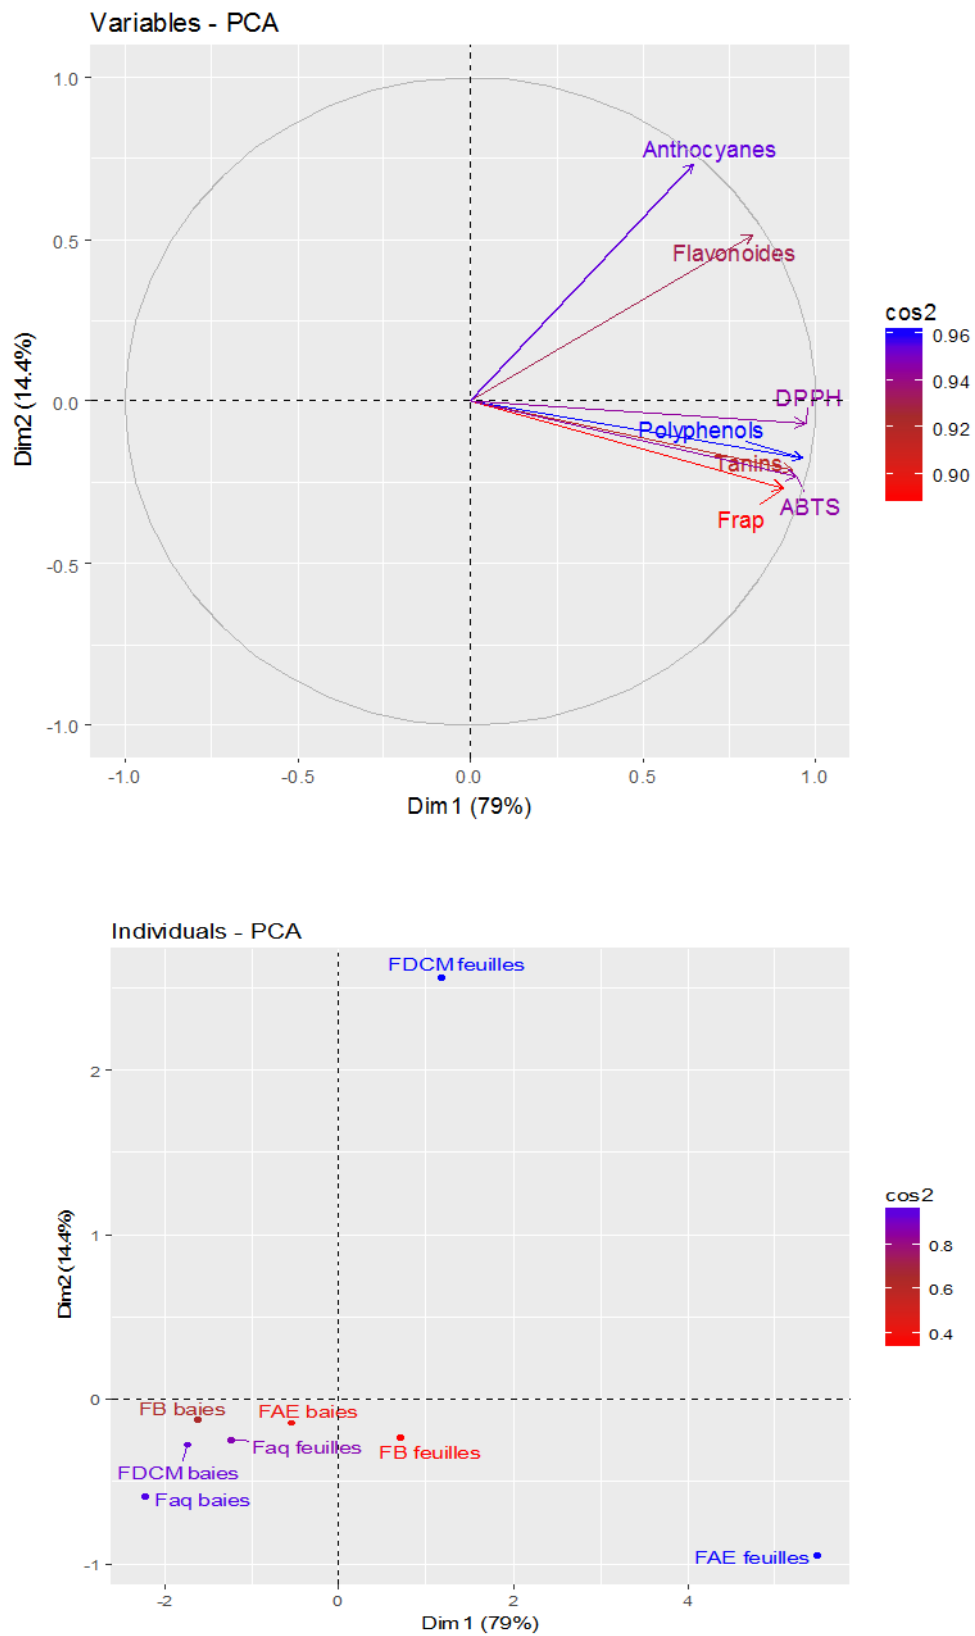 Variables - PCA
1.0
0.5
0.0
-0.5
-1.0
Dim2 (14.4%)
Anthocyanes
Flavonoides
DPPH
Polyphenols
Tanins
ABTS
Frap
-1.0
-0.5
0.0
0.5
1.0
Dim1 (79%)
cos2
0.96
0.94
0.92
0.90
Individuals - PCA
2
1
0
-1
Dim2 (14.4%)
FDCM feuilles
FB baies
FAE baies
Faq feuilles
FB feuilles
FDCM baies
Faq baies
FAE feuilles
-2
0
2
4
Dim1 (79%)
cos2
0.8
0.6
0.4